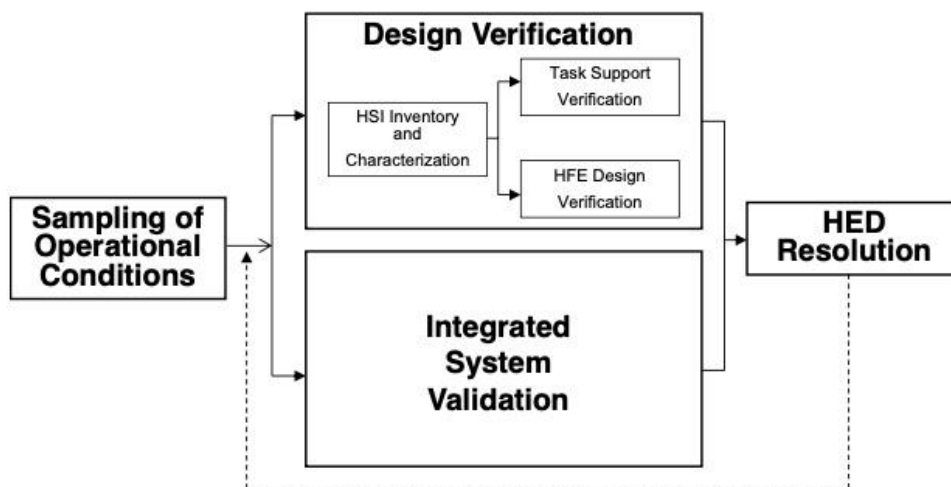 Design Verification
Task Support
Verification
HSI Inventory
and
Characterization
HFE Design
Verification
Sampling of
Operational
Conditions
HED
Resolution
Integrated
System
Validation